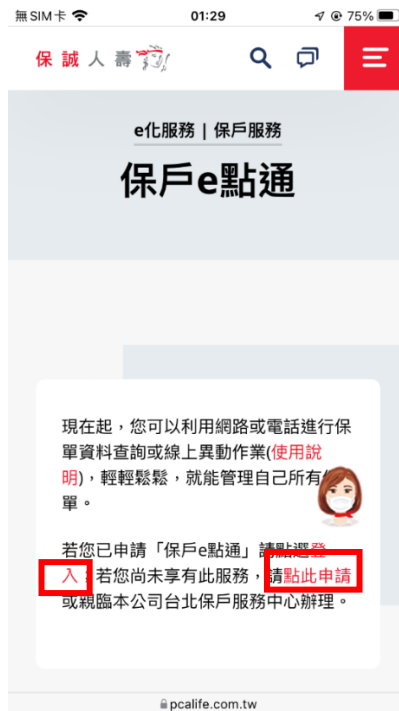 無SIM卡 01:29 75%
保誠人壽
e化服務 | 保戶服務
保戶e點通
現在起，您可以利用網路或電話進行保
單資料查詢或線上異動作業(使用說
明)，輕輕鬆鬆，就能管理自己所有
單。
若您已申請「保戶e點通」請點選登
入 若您尚未享有此服務，請點此申請
或親臨本公司台北保戶服務中心辦理。
pcalife.com.tw